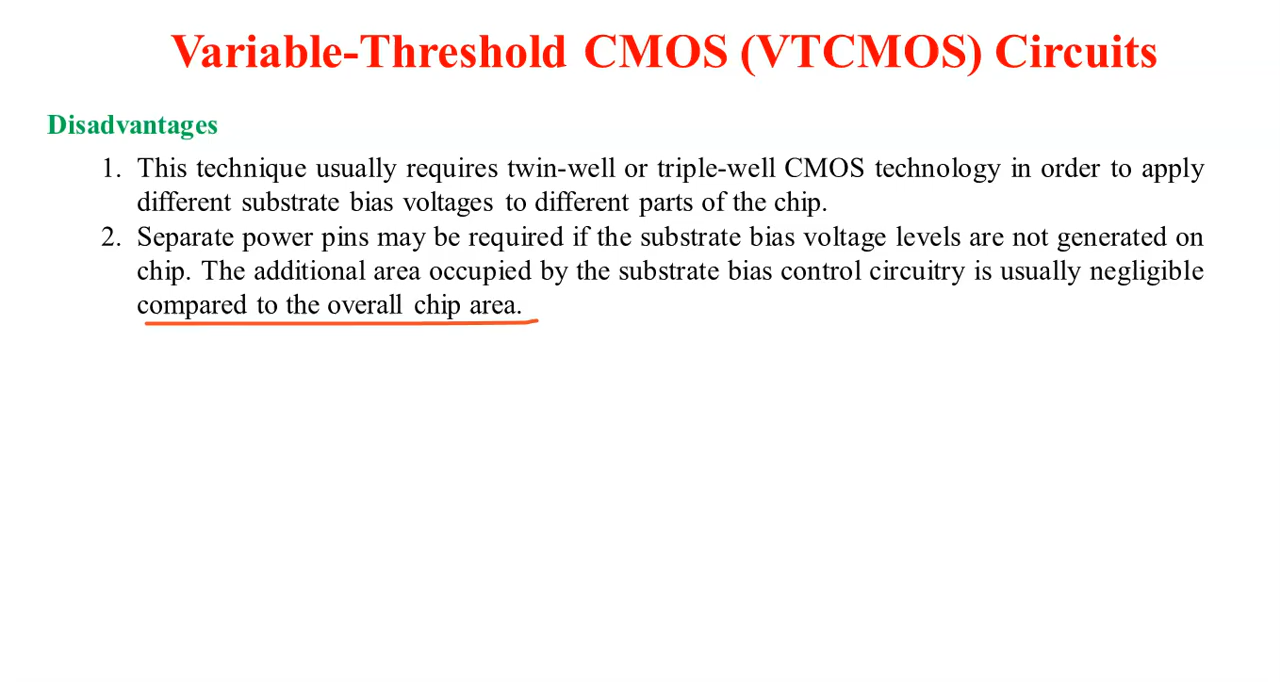 Variable-Threshold CMOS (VTCMOS) Circuits
Disadvantages
1. This technique usually requires twin-well or triple-well CMOS technology in order to apply
different substrate bias voltages to different parts of the chip.
2. Separate power pins may be required if the substrate bias voltage levels are not generated on
chip. The additional area occupied by the substrate bias control circuitry is usually negligible
compared to the overall chip area.